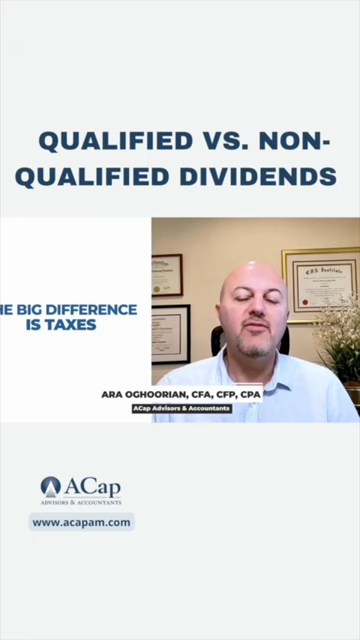 QUALIFIED VS. NON-
QUALIFIED DIVIDENDS
HE BIG DIFFERENCE
IS TAXES
ARA OGHOORIAN, CFA, CFP, CPA
ACap Advisors & Accountants
ACap
ADVISORS & ACCOUNTANTS
www.acapam.com